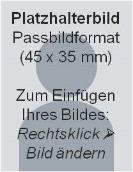 Platzhalterbild
Passbildformat
(45 x 35 mm)
Zum Einfügen
Ihres Bildes:
Rechtsklick ➢
Bild ändern